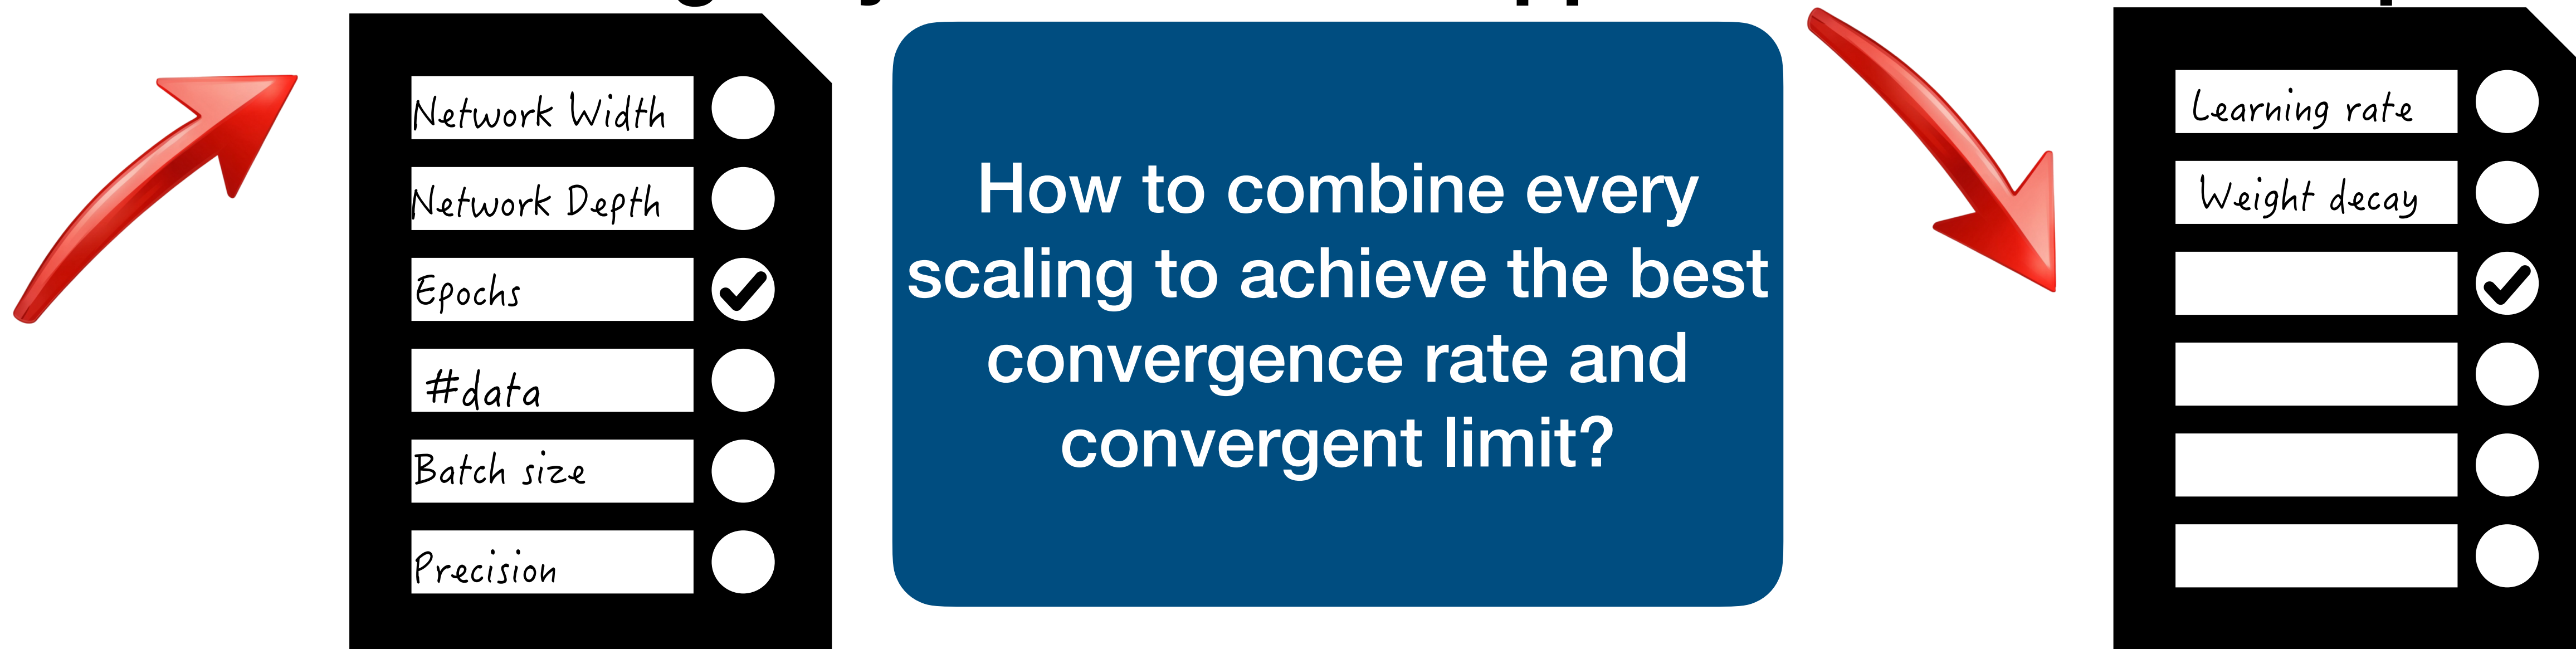 Network Width
Network Depth
Epochs
#data
Batch size
Precision
How to combine every
scaling to achieve the best
convergence rate and
convergent limit?
Learning rate
Weight decay